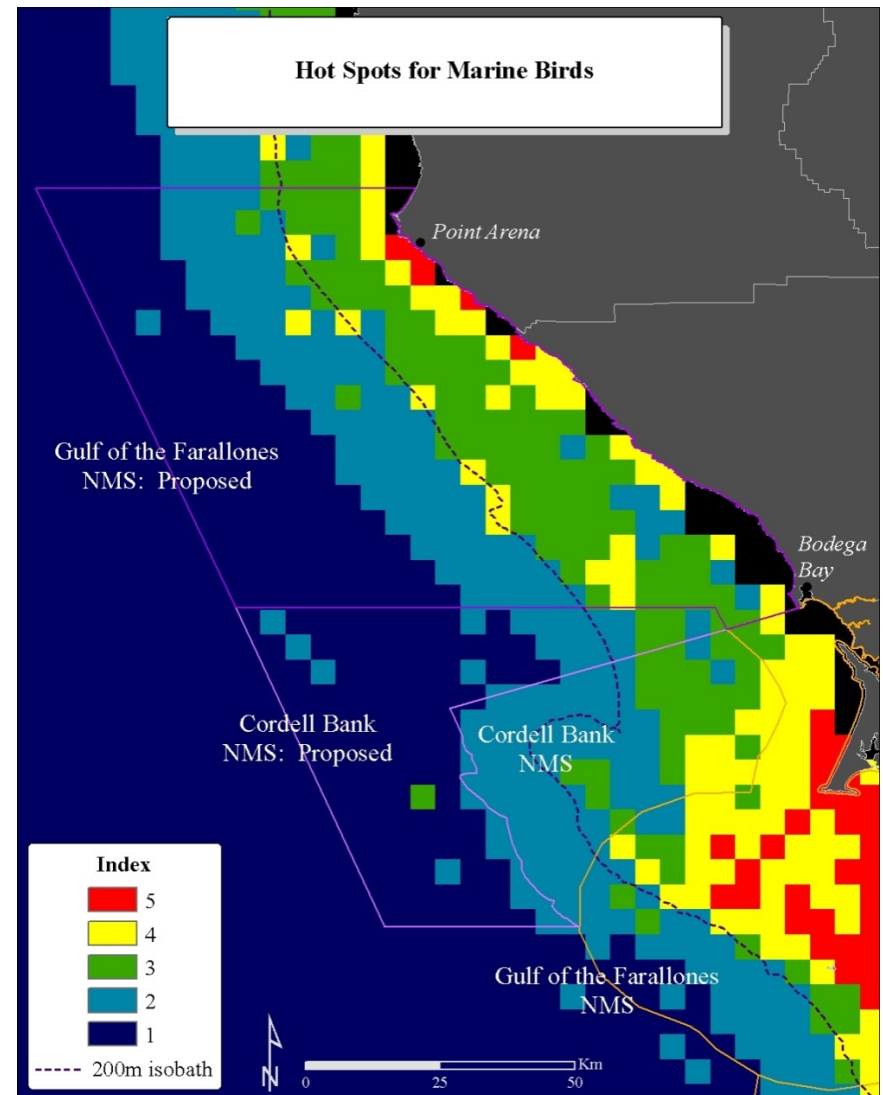 Hot Spots for Marine Birds
Point Arena
Gulf of the Farallones
NMS: Proposed
Bodega
Bay
Cordell Bank
NMS: Proposed
Cordell Bank
NMS
Gulf of the Farallones
NMS
Index
5
4
3
2
1
200m isobath
N
Km
0 25 50